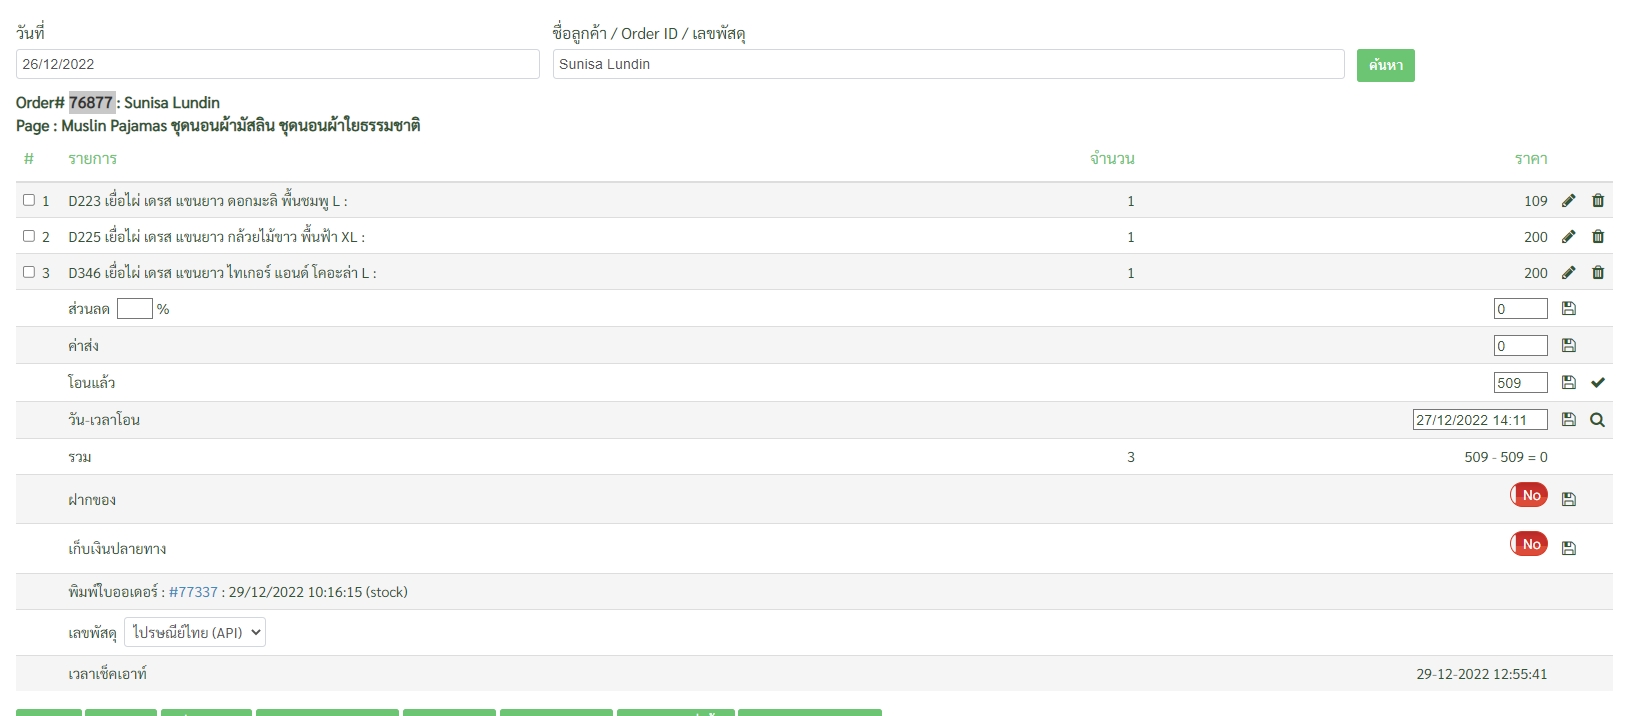 วันที่ ชื่อลูกค้า / Order ID / เลขพัสดุ
26/12/2022 Sunisa Lundin ค้นหา
Order# 76877 : Sunisa Lundin
Page : Muslin Pajamas ชุดนอนผ้ามัสลิน ชุดนอนผ้าใยธรรมชาติ
# รายการ จำนวน ราคา
1 D223 เยื่อไผ่ เดรส แขนยาว ดอกมะลิ พื้นชมพู L : 1 109
2 D225 เยื่อไผ่ เดรส แขนยาว กล้วยไม้ขาว พื้นฟ้า XL : 1 200
3 D346 เยื่อไผ่ เดรส แขนยาว ไทเกอร์ แอนด์ โคอะล่า L : 1 200
ส่วนลด % 0
ค่าส่ง 0
โอนแล้ว 509
วัน-เวลาโอน 27/12/2022 14:11
รวม 3 509 - 509 = 0
ฝากของ No
เก็บเงินปลายทาง No
พิมพ์ใบออเดอร์ : #77337 : 29/12/2022 10:16:15 (stock)
เลขพัสดุ ไปรษณีย์ไทย (API)
เวลาเช็คเอาท์ 29-12-2022 12:55:41